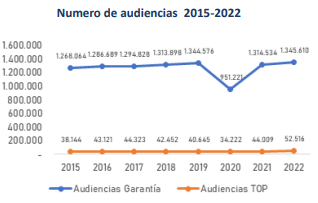 Numero de audiencias 2015-2022
1.600.000
1.400.000
1.200.000
1.000.000
800.000
600.000
400.000
200.000
-
1.268.064 1.286.689 1.294.828 1.313.898 1.344.576 951.221 1.314.534 1.345.610
38.144 43.121 44.323 42.452 40.645 34.222 44.009 52.516
2015 2016 2017 2018 2019 2020 2021 2022
Audiencias Garantía Audiencias TOP